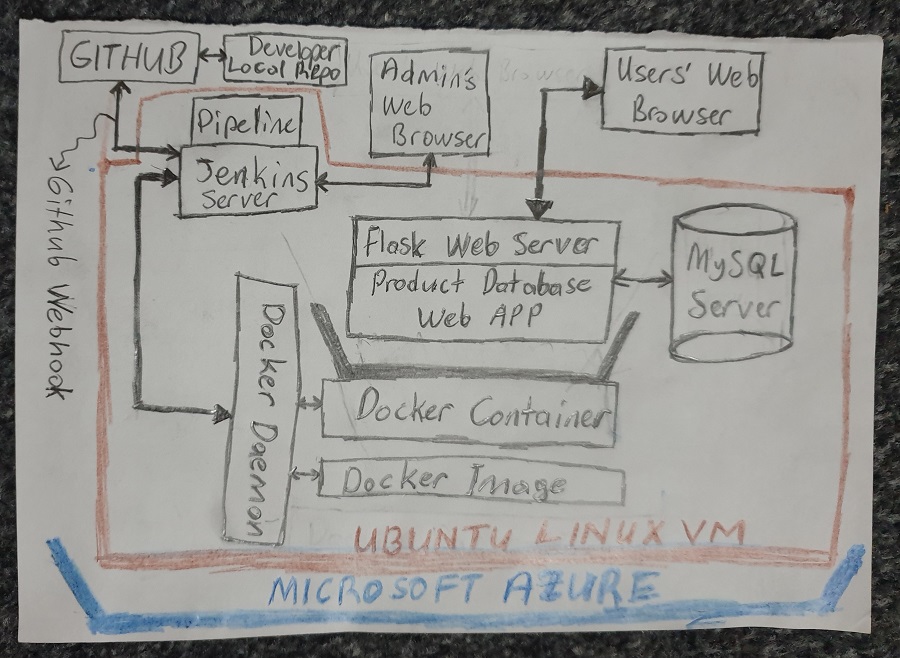 GITHUB
Developer
Local Repo
Admin's
Web
Browser
Users' Web
Browser
Pipeline
Jenkins
Server
Github Webhook
Flask Web Server
Product Database
Web APP
MySQL
Server
Docker Daemon
Docker Container
Docker Image
UBUNTU LINUX VM
MICROSOFT AZURE